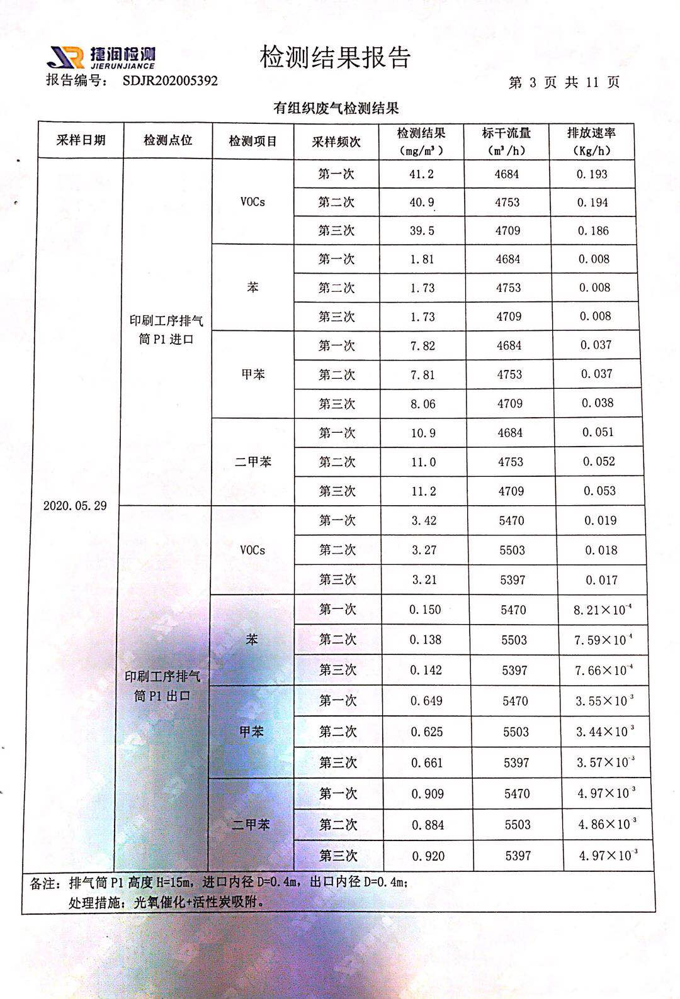 捷润检测
JIERUNJIANCE
检测结果报告
报告编号： SDJR202005392
第 3 页 共 11 页
有组织废气检测结果
采样日期 检测点位 检测项目 采样频次 检测结果（mg/m³） 标干流量（m³/h） 排放速率（Kg/h）
2020.05.29
印刷工序排气
筒P1进口
VOCs
第一次 41.2 4684 0.193
第二次 40.9 4753 0.194
第三次 39.5 4709 0.186
苯
第一次 1.81 4684 0.008
第二次 1.73 4753 0.008
第三次 1.73 4709 0.008
甲苯
第一次 7.82 4684 0.037
第二次 7.81 4753 0.037
第三次 8.06 4709 0.038
二甲苯
第一次 10.9 4684 0.051
第二次 11.0 4753 0.052
第三次 11.2 4709 0.053
印刷工序排气
筒P1出口
VOCs
第一次 3.42 5470 0.019
第二次 3.27 5503 0.018
第三次 3.21 5397 0.017
苯
第一次 0.150 5470 8.21×10⁻⁴
第二次 0.138 5503 7.59×10⁻⁴
第三次 0.142 5397 7.66×10⁻⁴
甲苯
第一次 0.649 5470 3.55×10⁻³
第二次 0.625 5503 3.44×10⁻³
第三次 0.661 5397 3.57×10⁻³
二甲苯
第一次 0.909 5470 4.97×10⁻³
第二次 0.884 5503 4.86×10⁻³
第三次 0.920 5397 4.97×10⁻³
备注：排气筒P1高度H=15m，进口内径D=0.4m，出口内径D=0.4m；
处理措施：光氧催化+活性炭吸附。